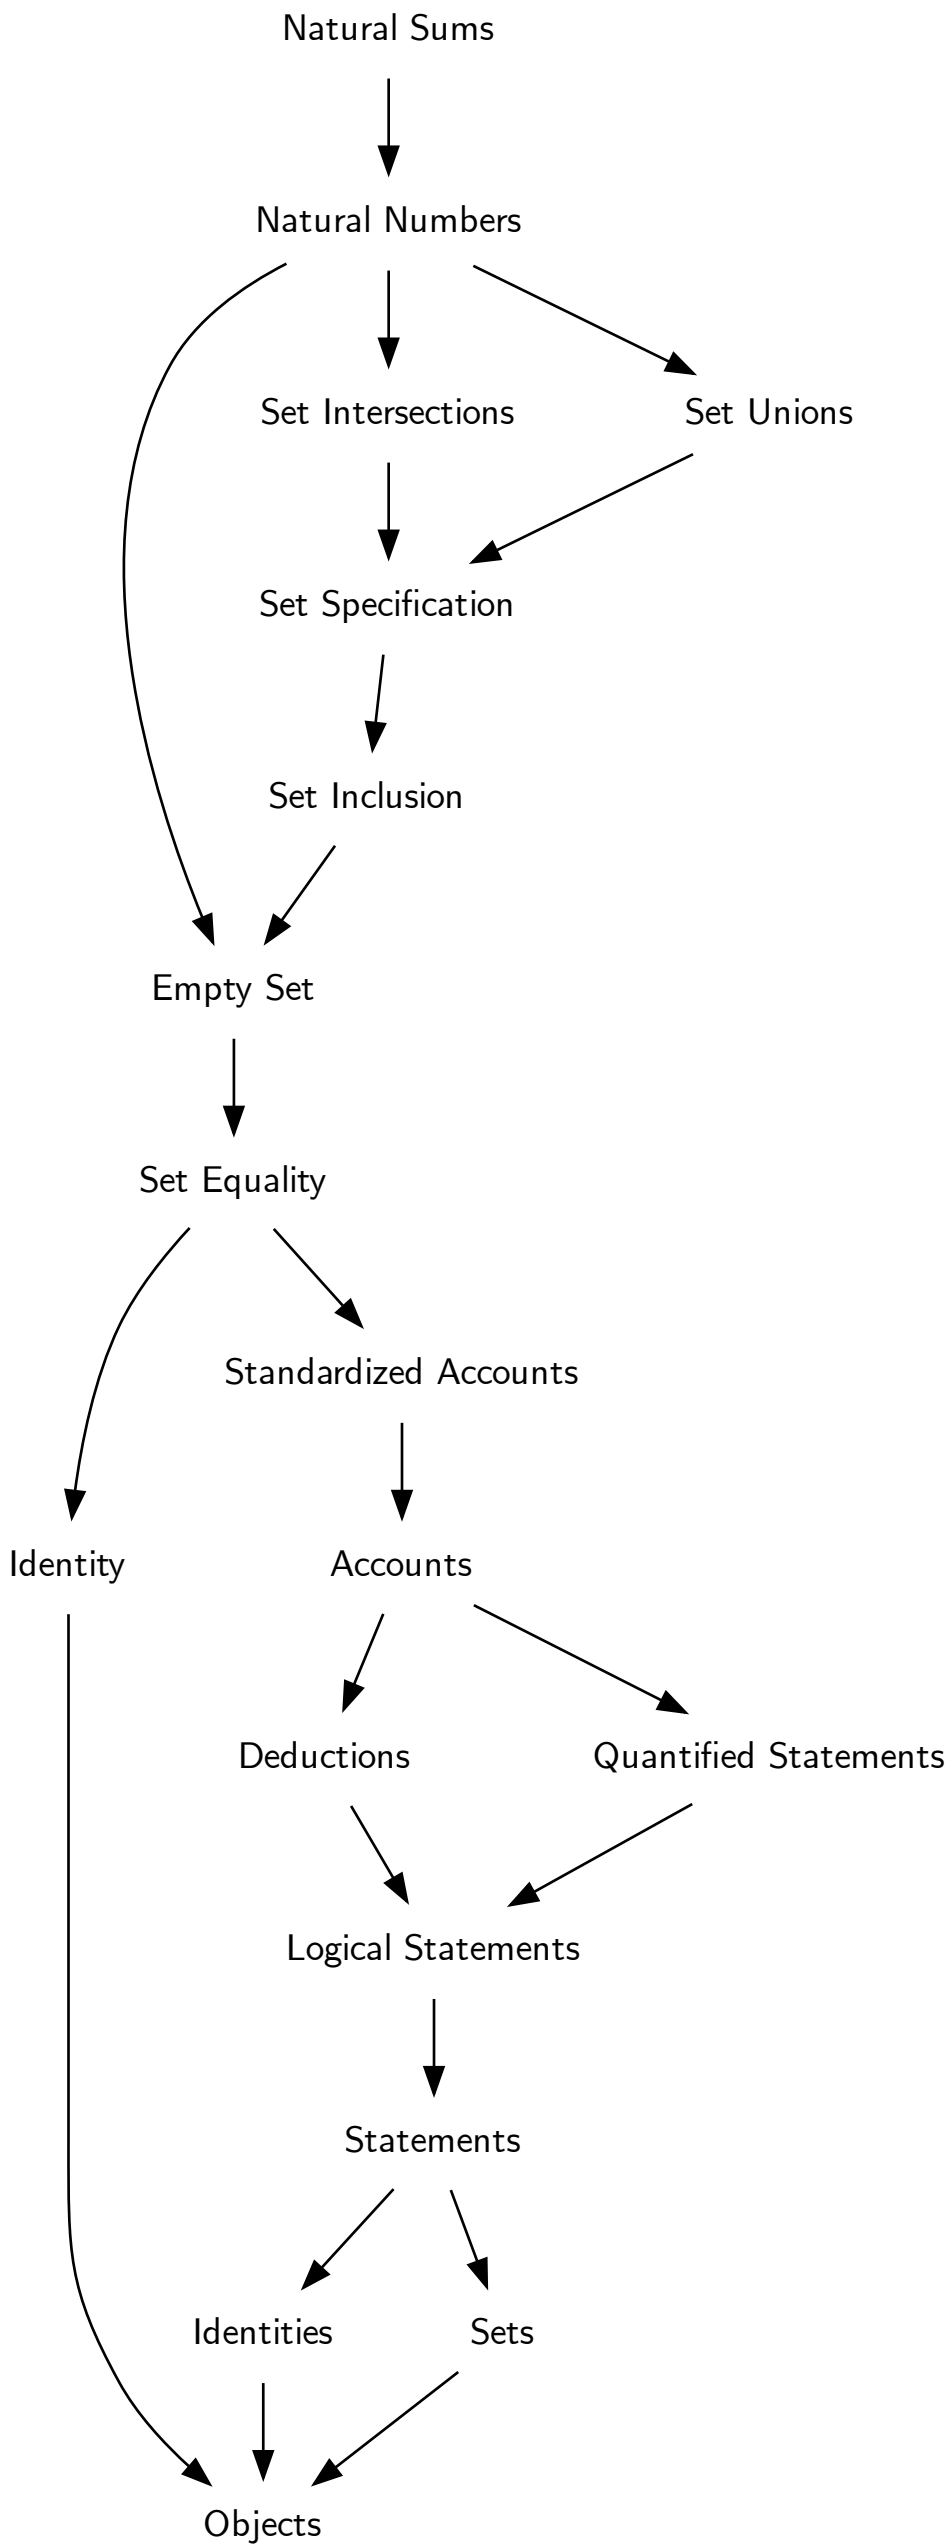 Natural Sums
Natural Numbers
Set Intersections
Set Unions
Set Specification
Set Inclusion
Empty Set
Set Equality
Standardized Accounts
Identity
Accounts
Deductions
Quantified Statements
Logical Statements
Statements
Identities
Sets
Objects